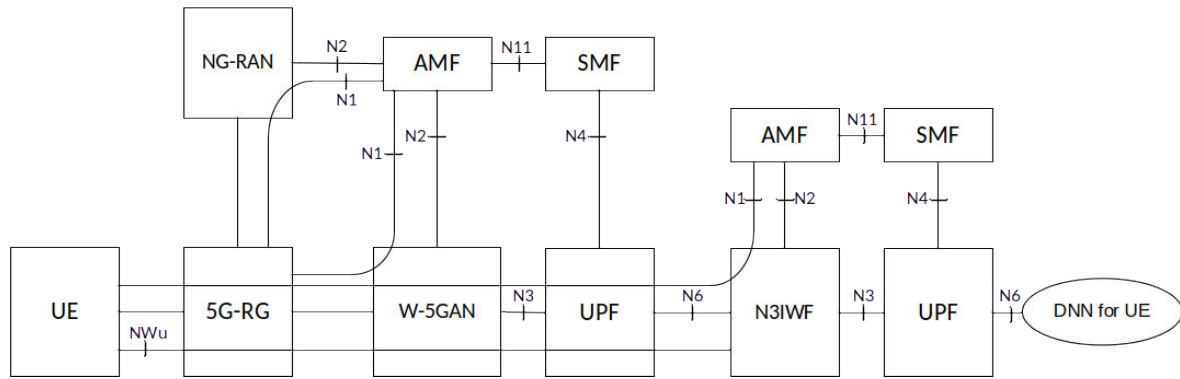 NG-RAN
N2
AMF
N11
SMF
N1
N1
N2
N4
AMF
N11
SMF
N1
N2
N4
UE
NWu
5G-RG
W-5GAN
N3
UPF
N6
N3IWF
N3
UPF
N6
DNN for UE